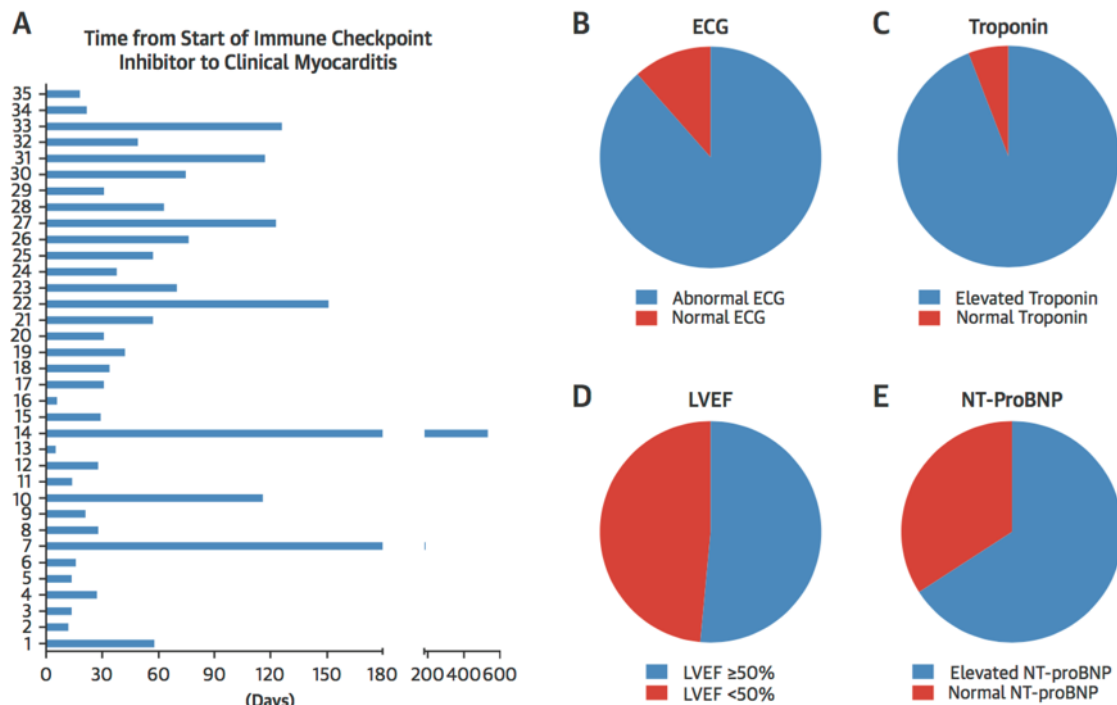 A
Time from Start of Immune Checkpoint
Inhibitor to Clinical Myocarditis
35
34
33
32
31
30
29
28
27
26
25
24
23
22
21
20
19
18
17
16
15
14
13
12
11
10
9
8
7
6
5
4
3
2
1
0 30 60 90 120 150 180 200 400 600
(Days)
B
ECG
Abnormal ECG
Normal ECG
C
Troponin
Elevated Troponin
Normal Troponin
D
LVEF
LVEF ≥50%
LVEF <50%
E
NT-ProBNP
Elevated NT-proBNP
Normal NT-proBNP